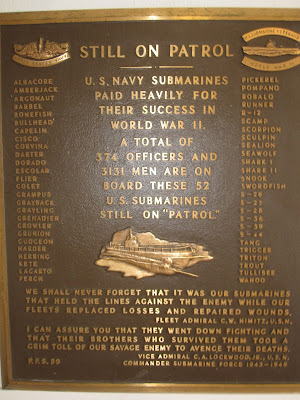 STILL ON PATROL
ALBACORE
AMBERJACK
ARGONAUT
BARBEL
BONEFISH
BULLHEAD
CAPELIN
CISCO
CORVINA
DARTER
DORADO
ESCOLAR
FLIER
GOLET
GRAMPUS
GRAYBACK
GRAYLING
GRENADIER
GROWLER
GRUNION
GUDGEON
HARDER
HERRING
KETE
LAGARTO
PERCH
U.S. NAVY SUBMARINES
PAID HEAVILY FOR
THEIR SUCCESS IN
WORLD WAR II.
A TOTAL OF
374 OFFICERS AND
3131 MEN ARE ON
BOARD THESE 52
U.S. SUBMARINES
STILL ON "PATROL"
PICKEREL
POMPANO
ROBALO
RUNNER
R-12
SCAMP
SCORPION
SCULPIN
SEALION
SEAWOLF
SHARK I
SHARK II
SNOOK
SWORDFISH
S-26
S-27
S-28
S-36
S-39
S-44
TANG
TRIGGER
TRITON
TROUT
TULLIBEE
WAHOO
WE SHALL NEVER FORGET THAT IT WAS OUR SUBMARINES
THAT HELD THE LINES AGAINST THE ENEMY WHILE OUR
FLEETS REPLACED LOSSES AND REPAIRED WOUNDS.
FLEET ADMIRAL C.W. NIMITZ, U.S.N.
I CAN ASSURE YOU THAT THEY WENT DOWN FIGHTING AND
THAT THEIR BROTHERS WHO SURVIVED THEM TOOK A
GRIM TOLL OF OUR SAVAGE ENEMY TO AVENGE THEIR DEATHS.
VICE ADMIRAL C.A. LOCKWOOD, JR., U.S.N.
COMMANDER SUBMARINE FORCE 1943-1946